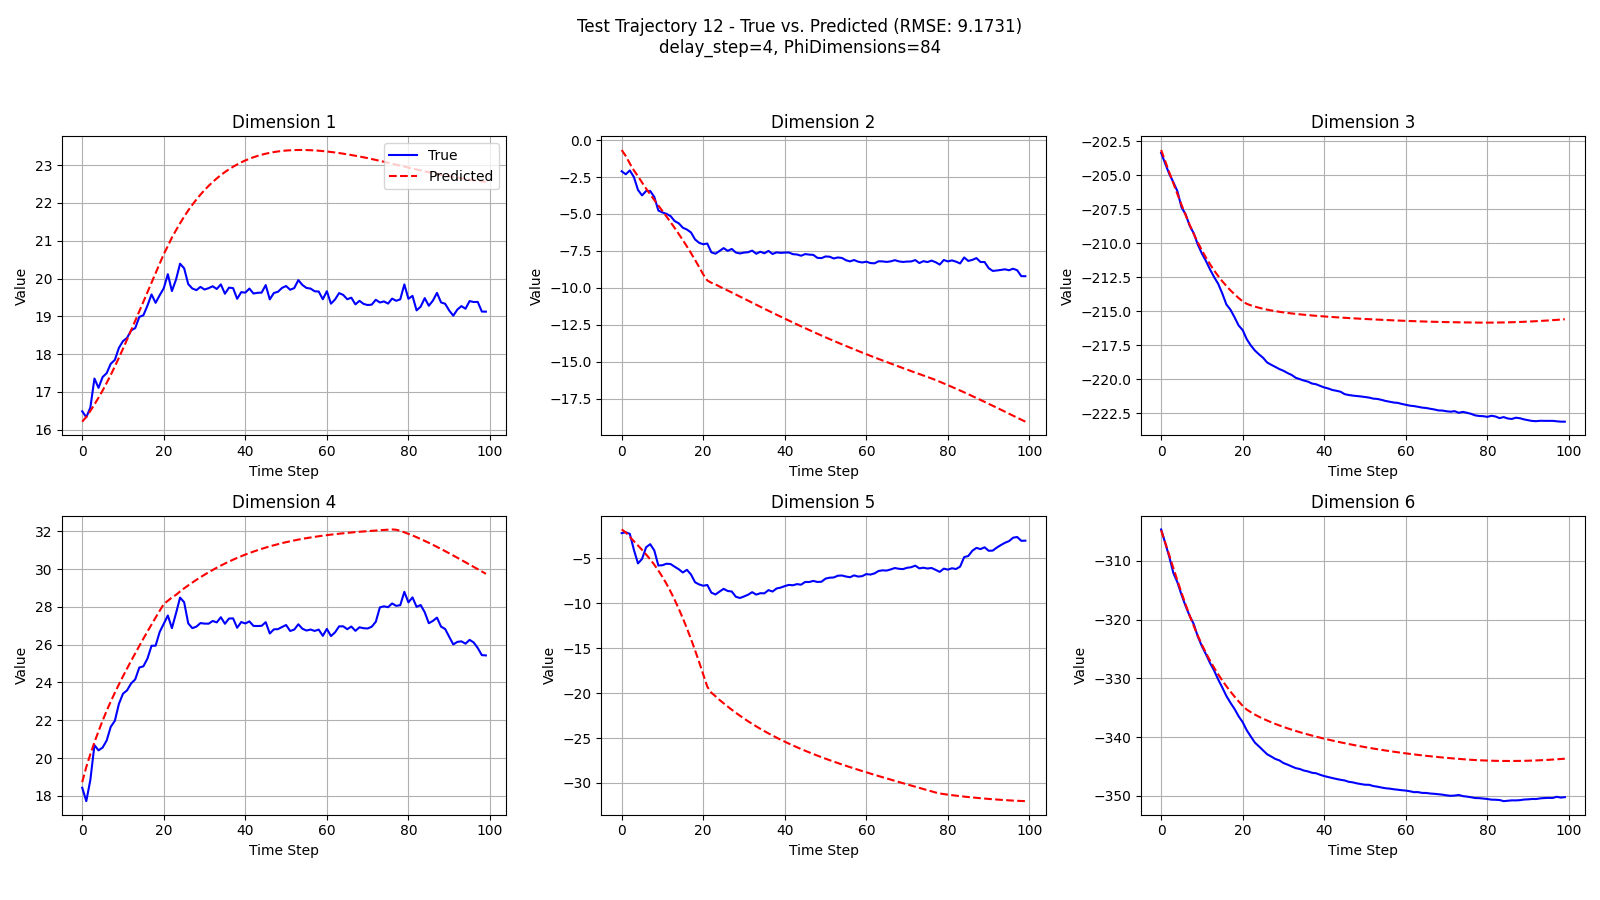 Test Trajectory 12 - True vs. Predicted (RMSE: 9.1731)
delay_step=4, PhiDimensions=84
Dimension 1
Value
23
22
21
20
19
18
17
16
0 20 40 60 80 100
Time Step
True
Predicted
Dimension 2
Value
0.0
−2.5
−5.0
−7.5
−10.0
−12.5
−15.0
−17.5
0 20 40 60 80 100
Time Step
Dimension 3
Value
−202.5
−205.0
−207.5
−210.0
−212.5
−215.0
−217.5
−220.0
−222.5
0 20 40 60 80 100
Time Step
Dimension 4
Value
32
30
28
26
24
22
20
18
0 20 40 60 80 100
Time Step
Dimension 5
Value
−5
−10
−15
−20
−25
−30
0 20 40 60 80 100
Time Step
Dimension 6
Value
−310
−320
−330
−340
−350
0 20 40 60 80 100
Time Step